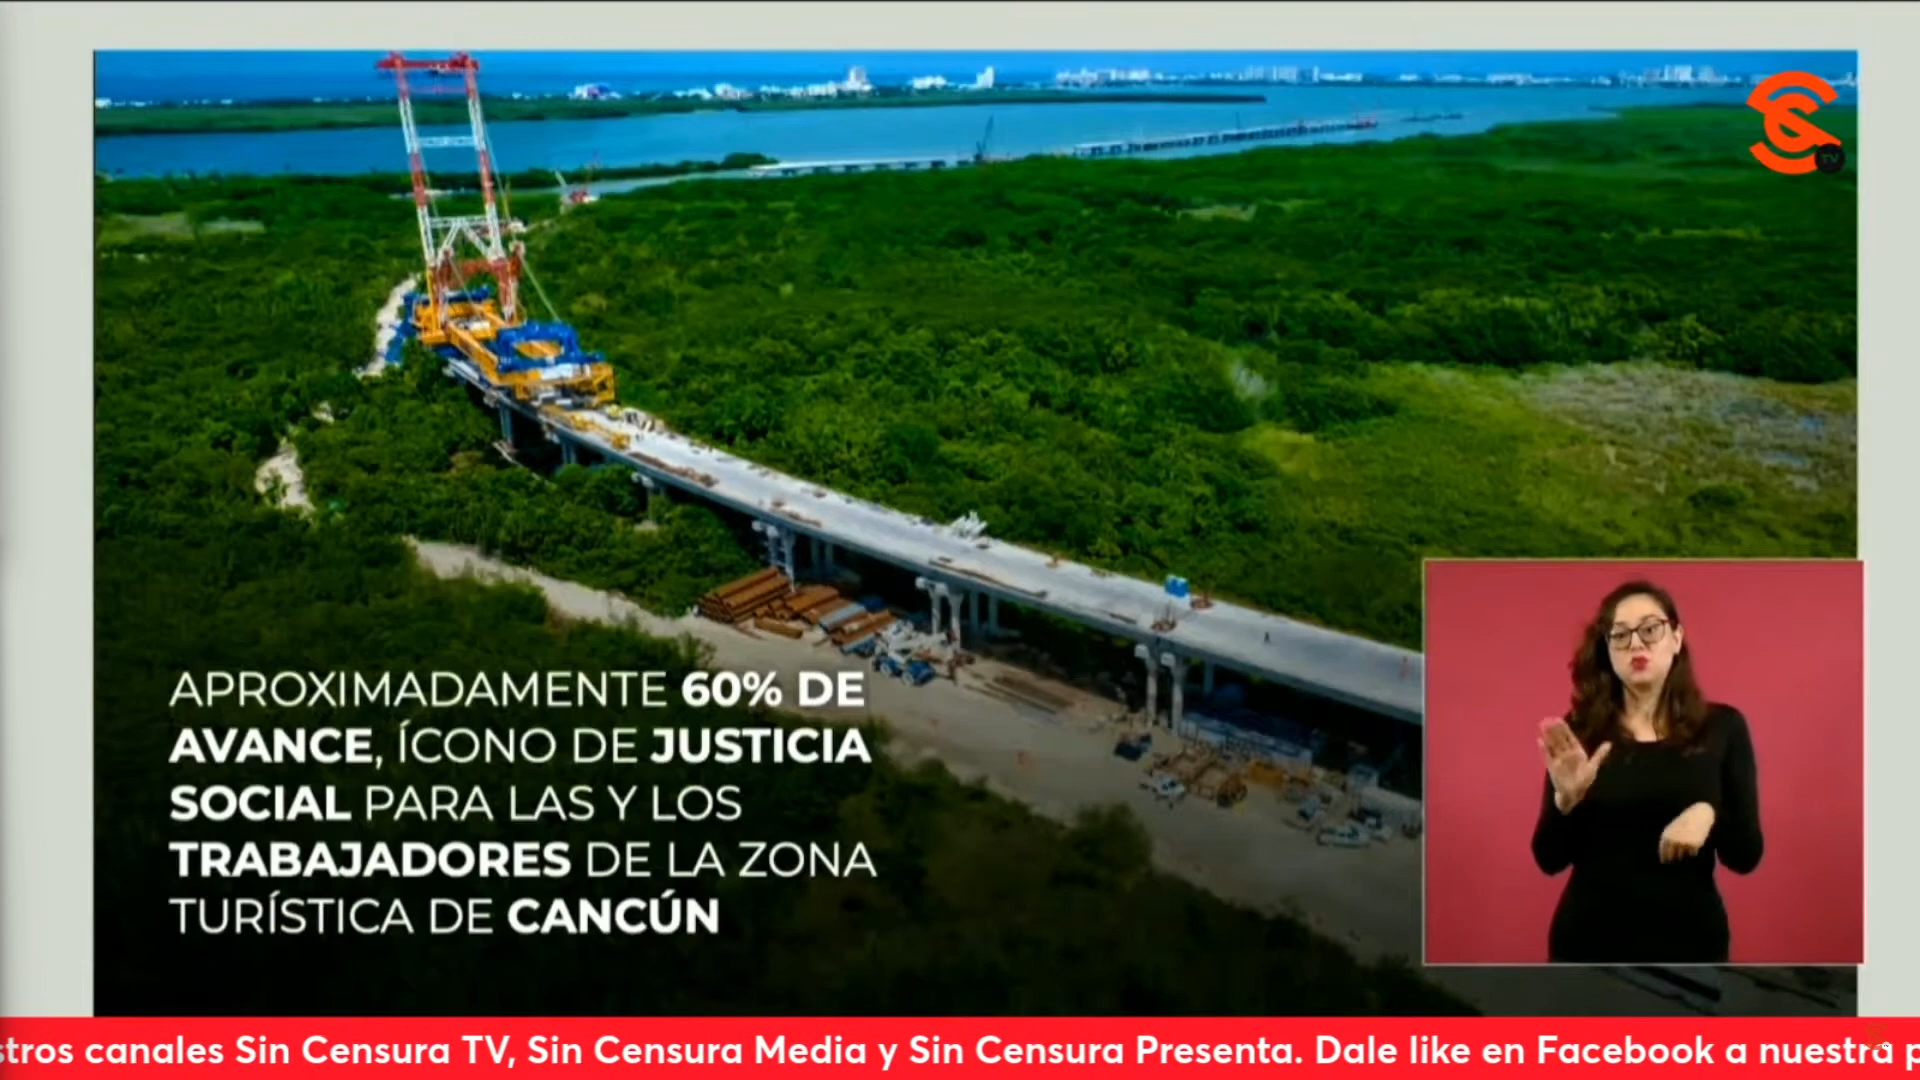 TV
APROXIMADAMENTE 60% DE
AVANCE, ÍCONO DE JUSTICIA
SOCIAL PARA LAS Y LOS
TRABAJADORES DE LA ZONA
TURÍSTICA DE CANCÚN
stros canales Sin Censura TV, Sin Censura Media y Sin Censura Presenta. Dale like en Facebook a nuestra p